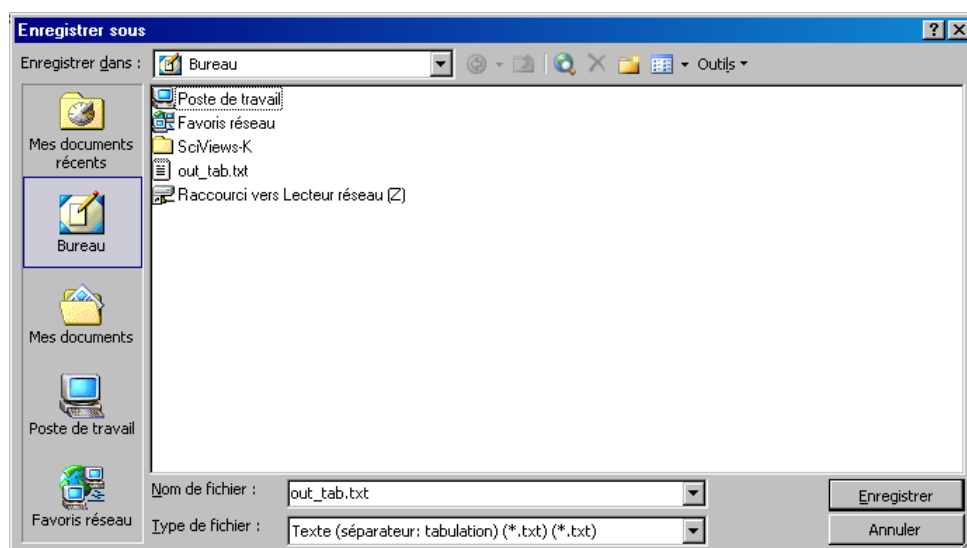 Enregistrer sous
Enregistrer dans : Bureau Outils
Poste de travail
Favoris réseau
SciViews-K
out_tab.txt
Raccourci vers Lecteur réseau (Z)
Mes documents
récents
Bureau
Mes documents
Poste de travail
Favoris réseau
Nom de fichier : out_tab.txt Enregistrer
Type de fichier : Texte (séparateur: tabulation) (*.txt) (*.txt) Annuler